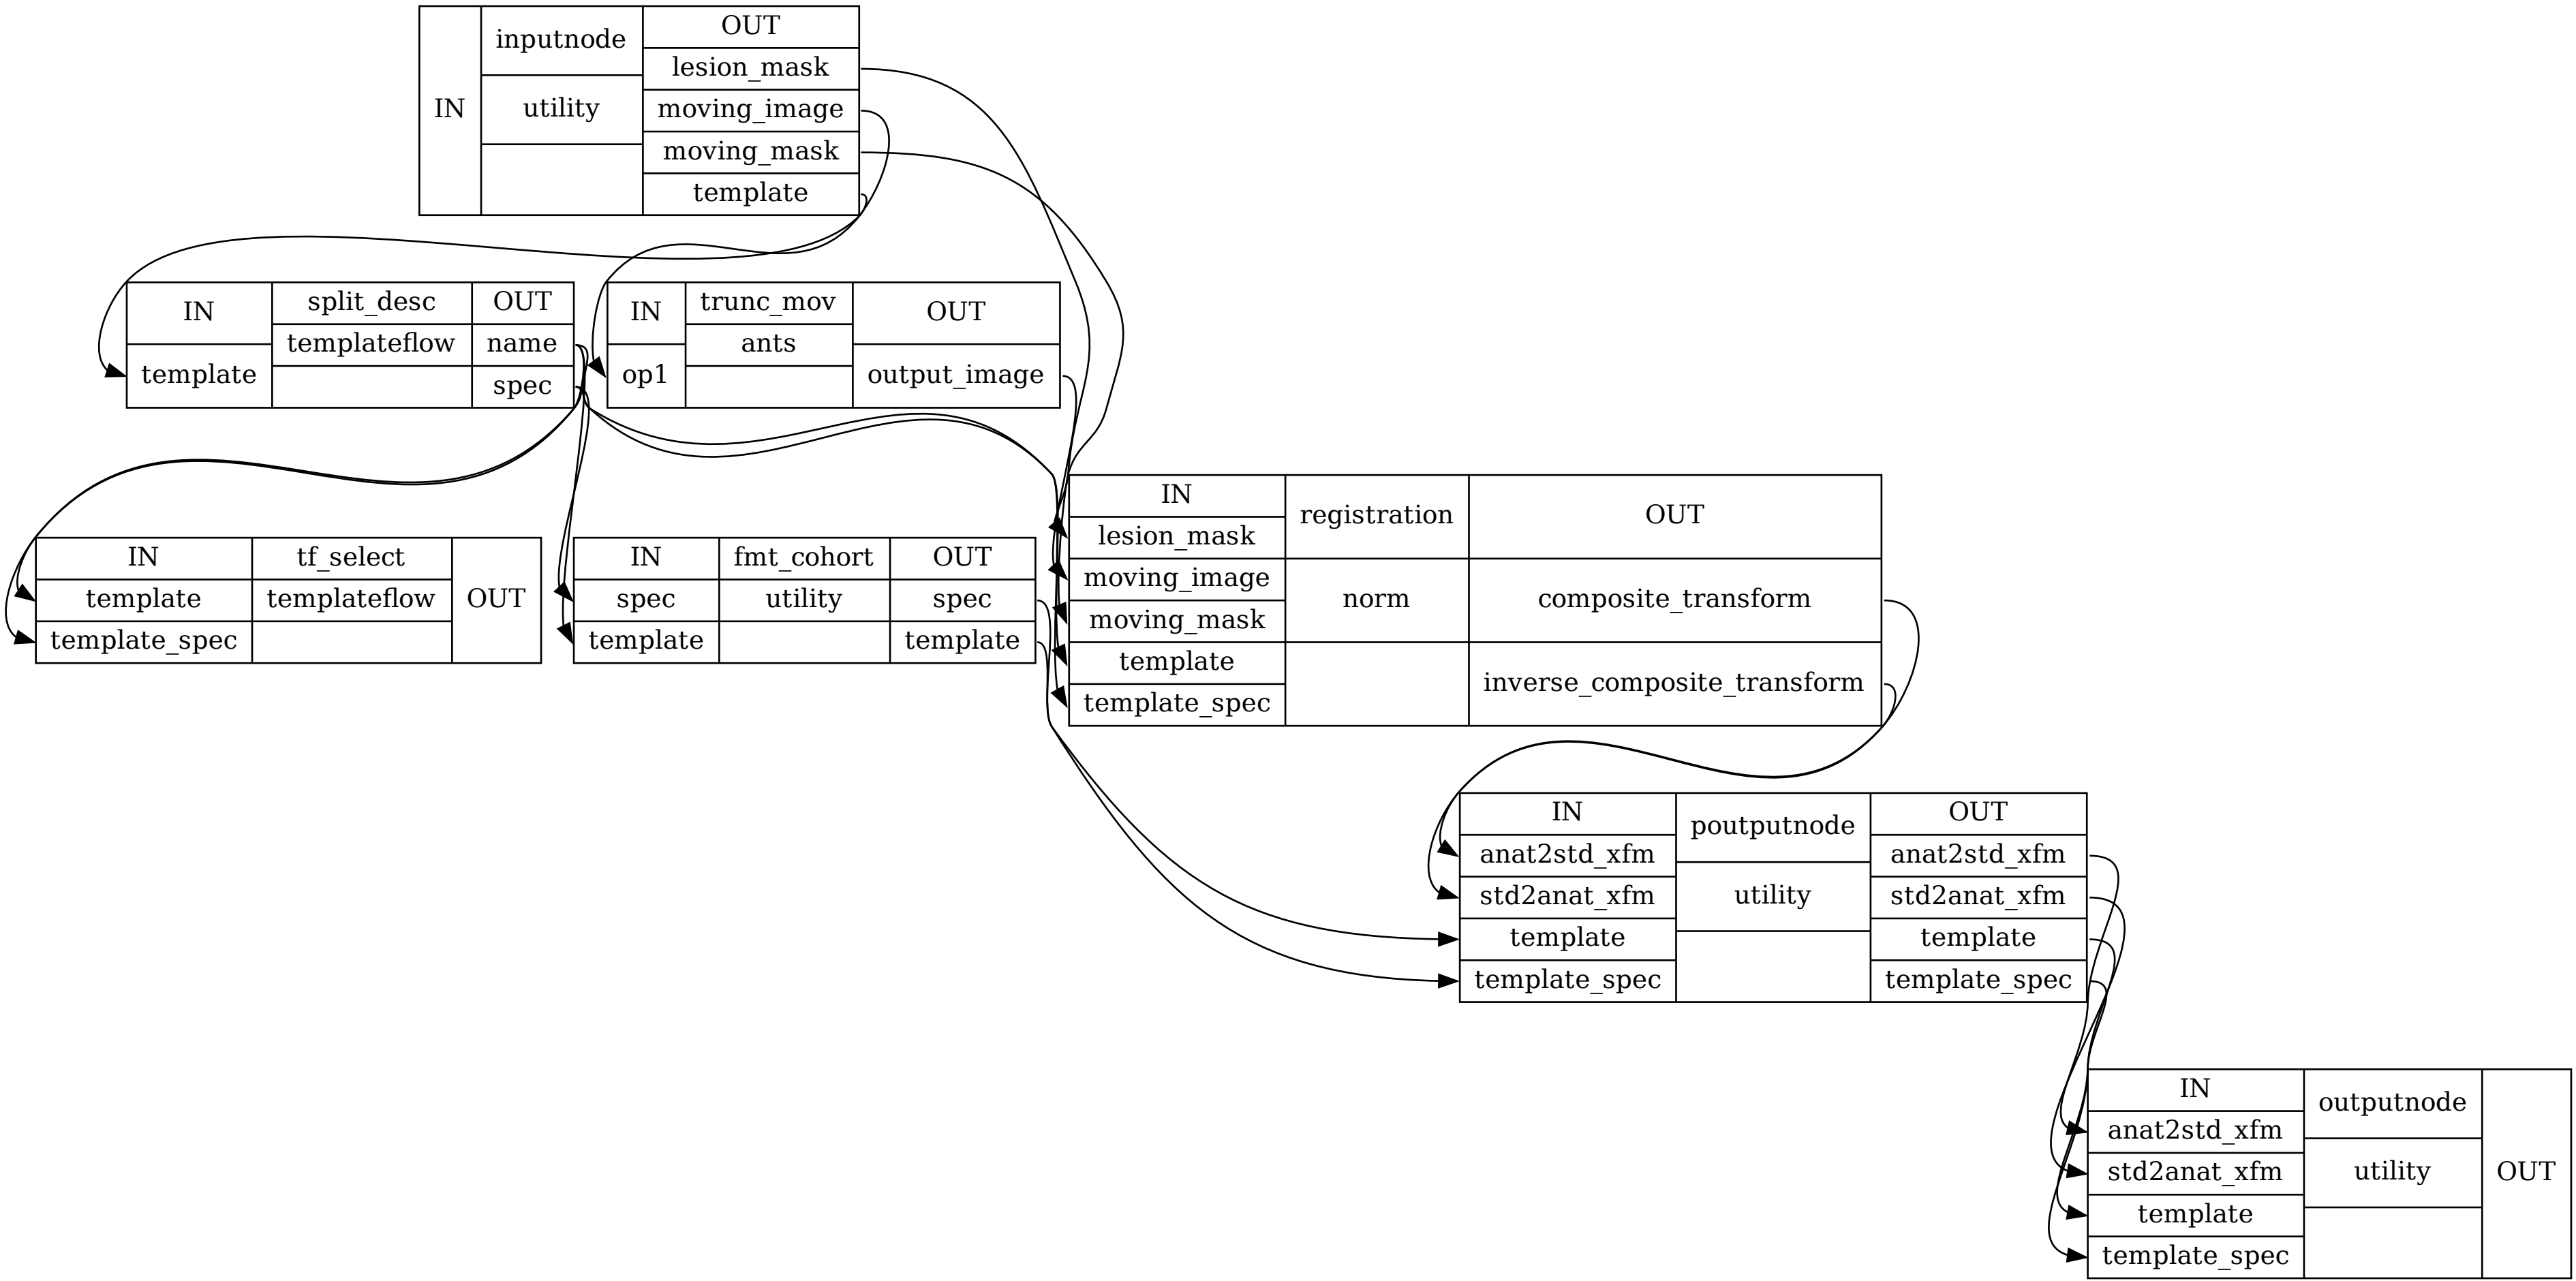 IN
inputnode
utility
OUT
lesion_mask
moving_image
moving_mask
template
IN
template
split_desc
templateflow
OUT
name
spec
IN
op1
trunc_mov
ants
OUT
output_image
IN
template
template_spec
tf_select
templateflow
OUT
IN
spec
template
fmt_cohort
utility
OUT
spec
template
IN
lesion_mask
moving_image
moving_mask
template
template_spec
registration
norm
OUT
composite_transform
inverse_composite_transform
IN
anat2std_xfm
std2anat_xfm
template
template_spec
poutputnode
utility
OUT
anat2std_xfm
std2anat_xfm
template
template_spec
IN
anat2std_xfm
std2anat_xfm
template
template_spec
outputnode
utility
OUT